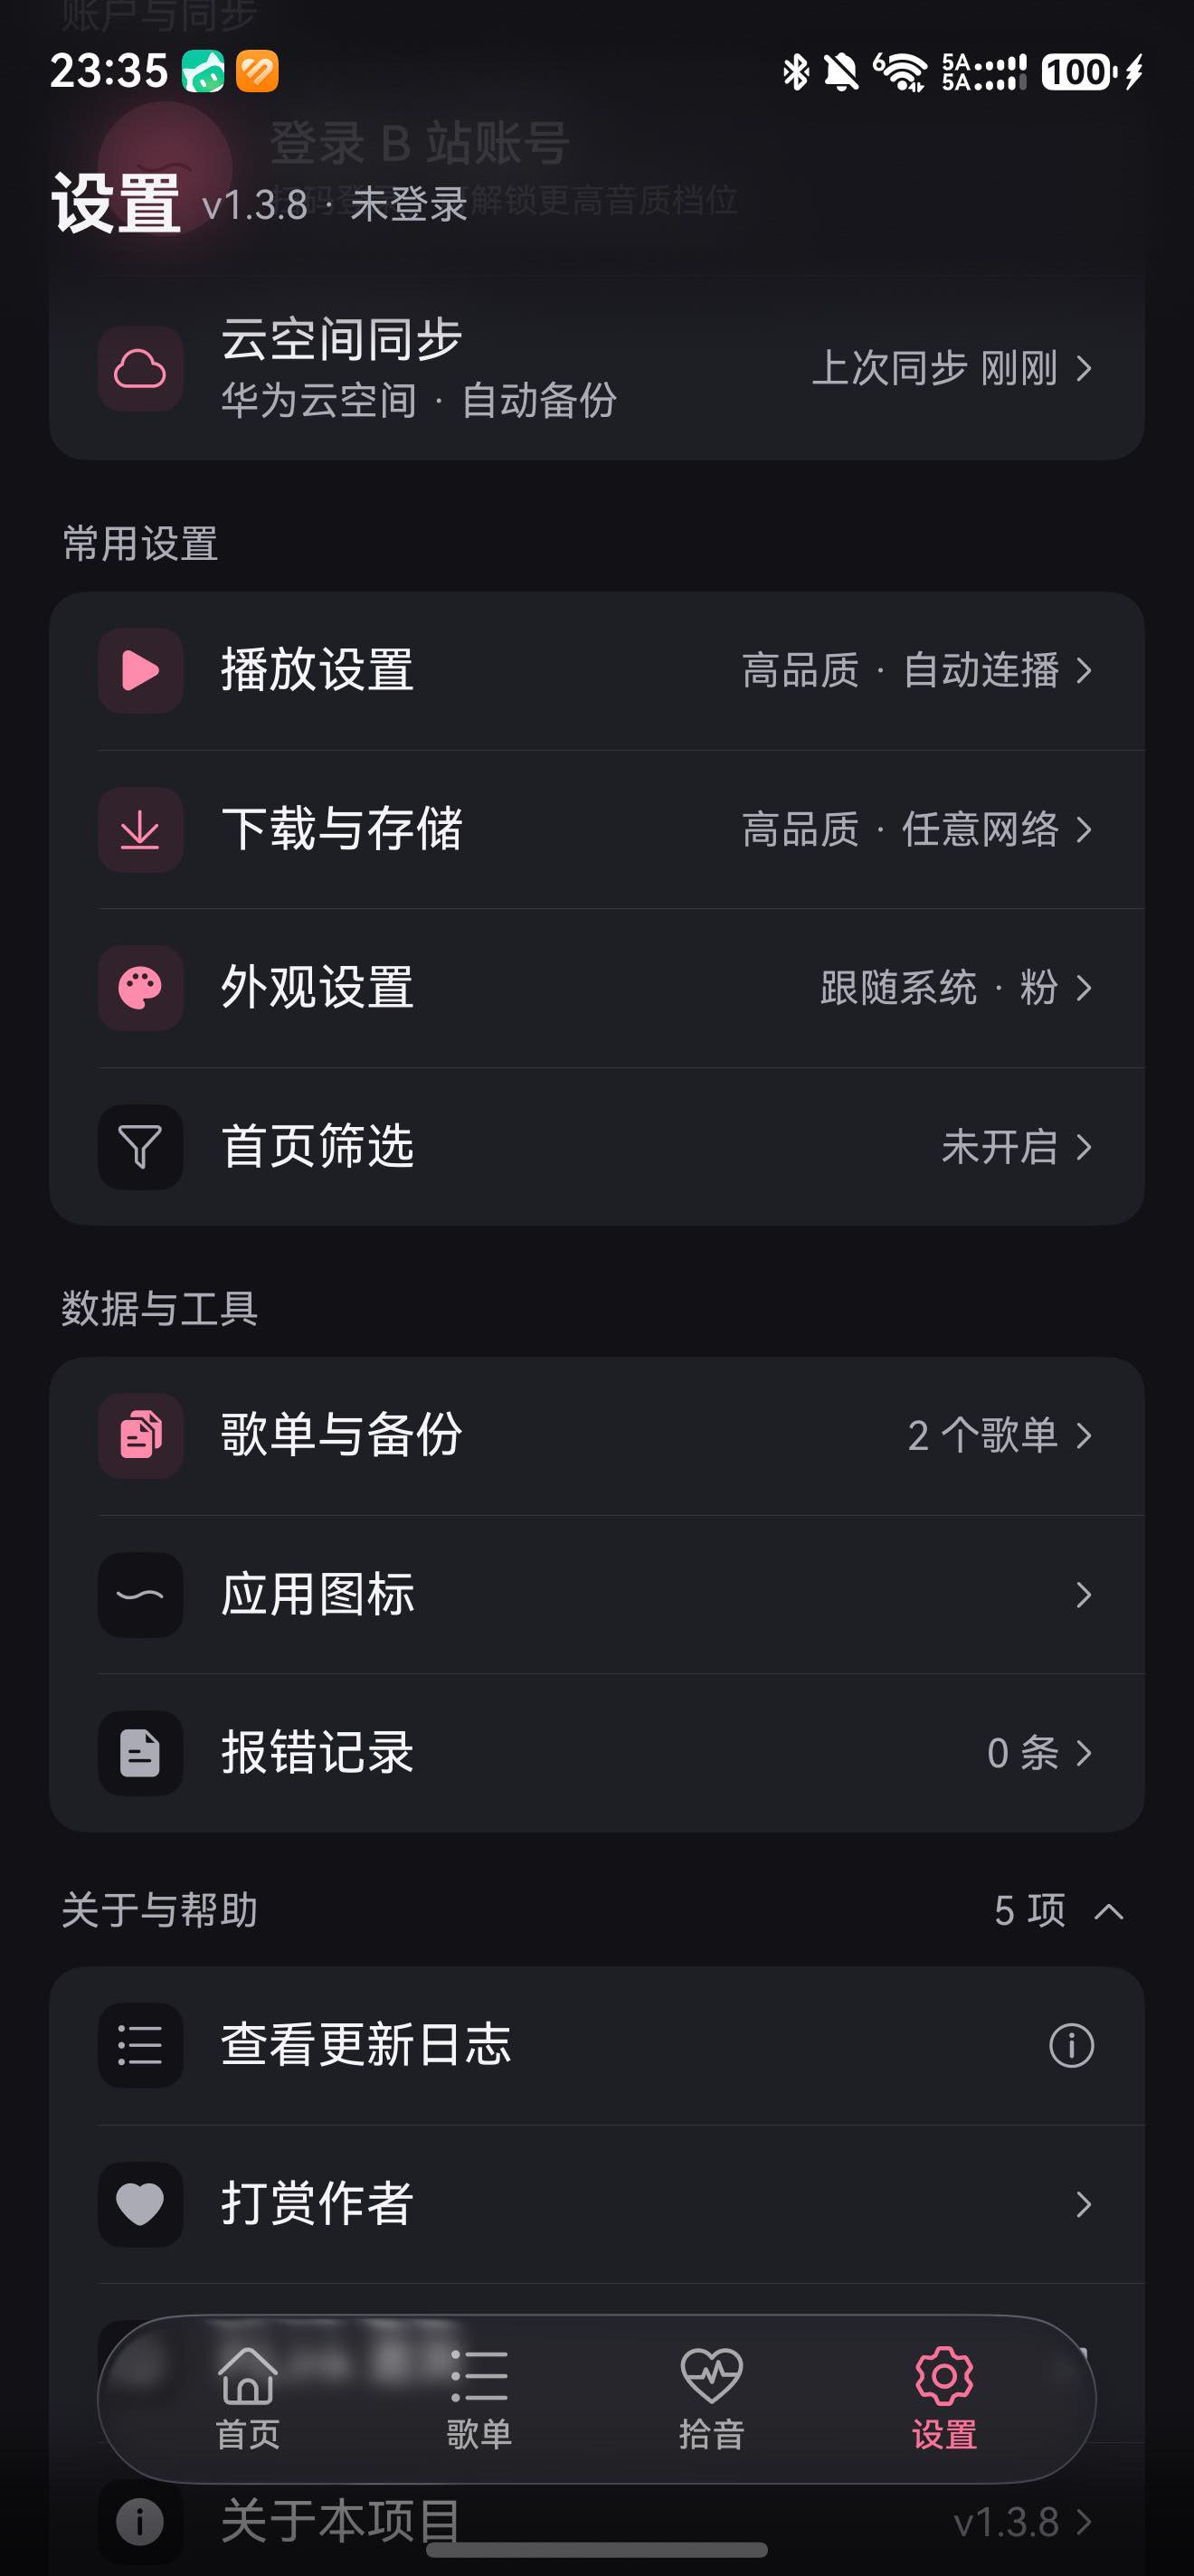 账户与同步
23:35
6
5A
5A
100
登录 B 站账号
解锁更高音质档位
设置 v1.3.8 · 未登录
云空间同步
华为云空间 · 自动备份
上次同步 刚刚
常用设置
播放设置
高品质 · 自动连播
下载与存储
高品质 · 任意网络
外观设置
跟随系统 · 粉
首页筛选
未开启
数据与工具
歌单与备份
2 个歌单
应用图标
报错记录
0 条
关于与帮助
5 项
查看更新日志
打赏作者
首页
歌单
拾音
设置
关于本项目
v1.3.8